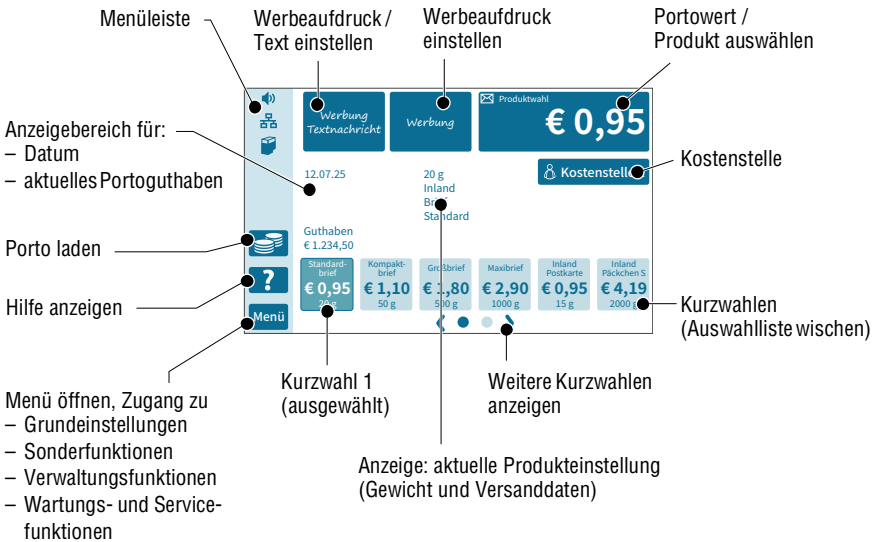 Menüleiste
Werbeaufdruck /
Text einstellen
Werbeaufdruck
einstellen
Portowert /
Produkt auswählen
Anzeigebereich für:
– Datum
– aktuelles Portoguthaben
Porto laden
Hilfe anzeigen
Menü öffnen, Zugang zu
– Grundeinstellungen
– Sonderfunktionen
– Verwaltungsfunktionen
– Wartungs- und Service-
funktionen
Werbung
Textnachricht
Werbung
Produktwahl
€ 0,95
Kostenstelle
12.07.25
20 g
Inland
Brief
Standard
Guthaben
€ 1.234,50
?
Menü
Standard-
brief
€ 0,95
20 g
Kompakt-
brief
€ 1,10
50 g
Großbrief
€ 1,80
500 g
Maxibrief
€ 2,90
1000 g
Inland
Postkarte
€ 0,95
15 g
Inland
Päckchen S
€ 4,19
2000 g
Kostenstelle
Kurzwahlen
(Auswahlliste wischen)
Kurzwahl 1
(ausgewählt)
Weitere Kurzwahlen
anzeigen
Anzeige: aktuelle Produkteinstellung
(Gewicht und Versanddaten)